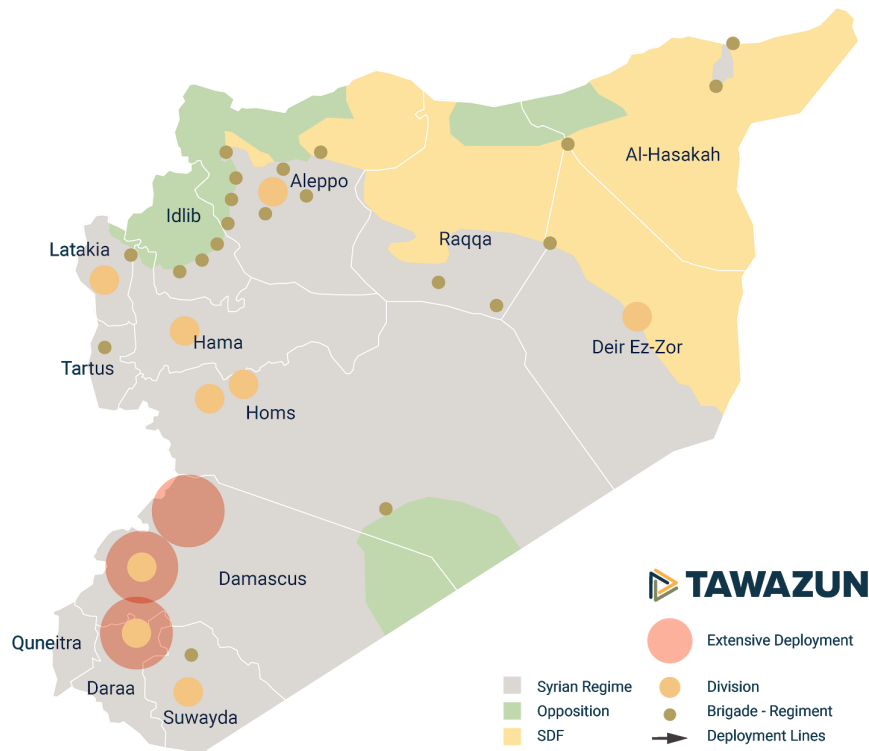 Al-Hasakah
Aleppo
Idlib
Raqqa
Latakia
Hama
Deir Ez-Zor
Tartus
Homs
Damascus
TAWAZUN
Quneitra
Extensive Deployment
Daraa
Suwayda
Syrian Regime
Division
Opposition
Brigade - Regiment
SDF
Deployment Lines